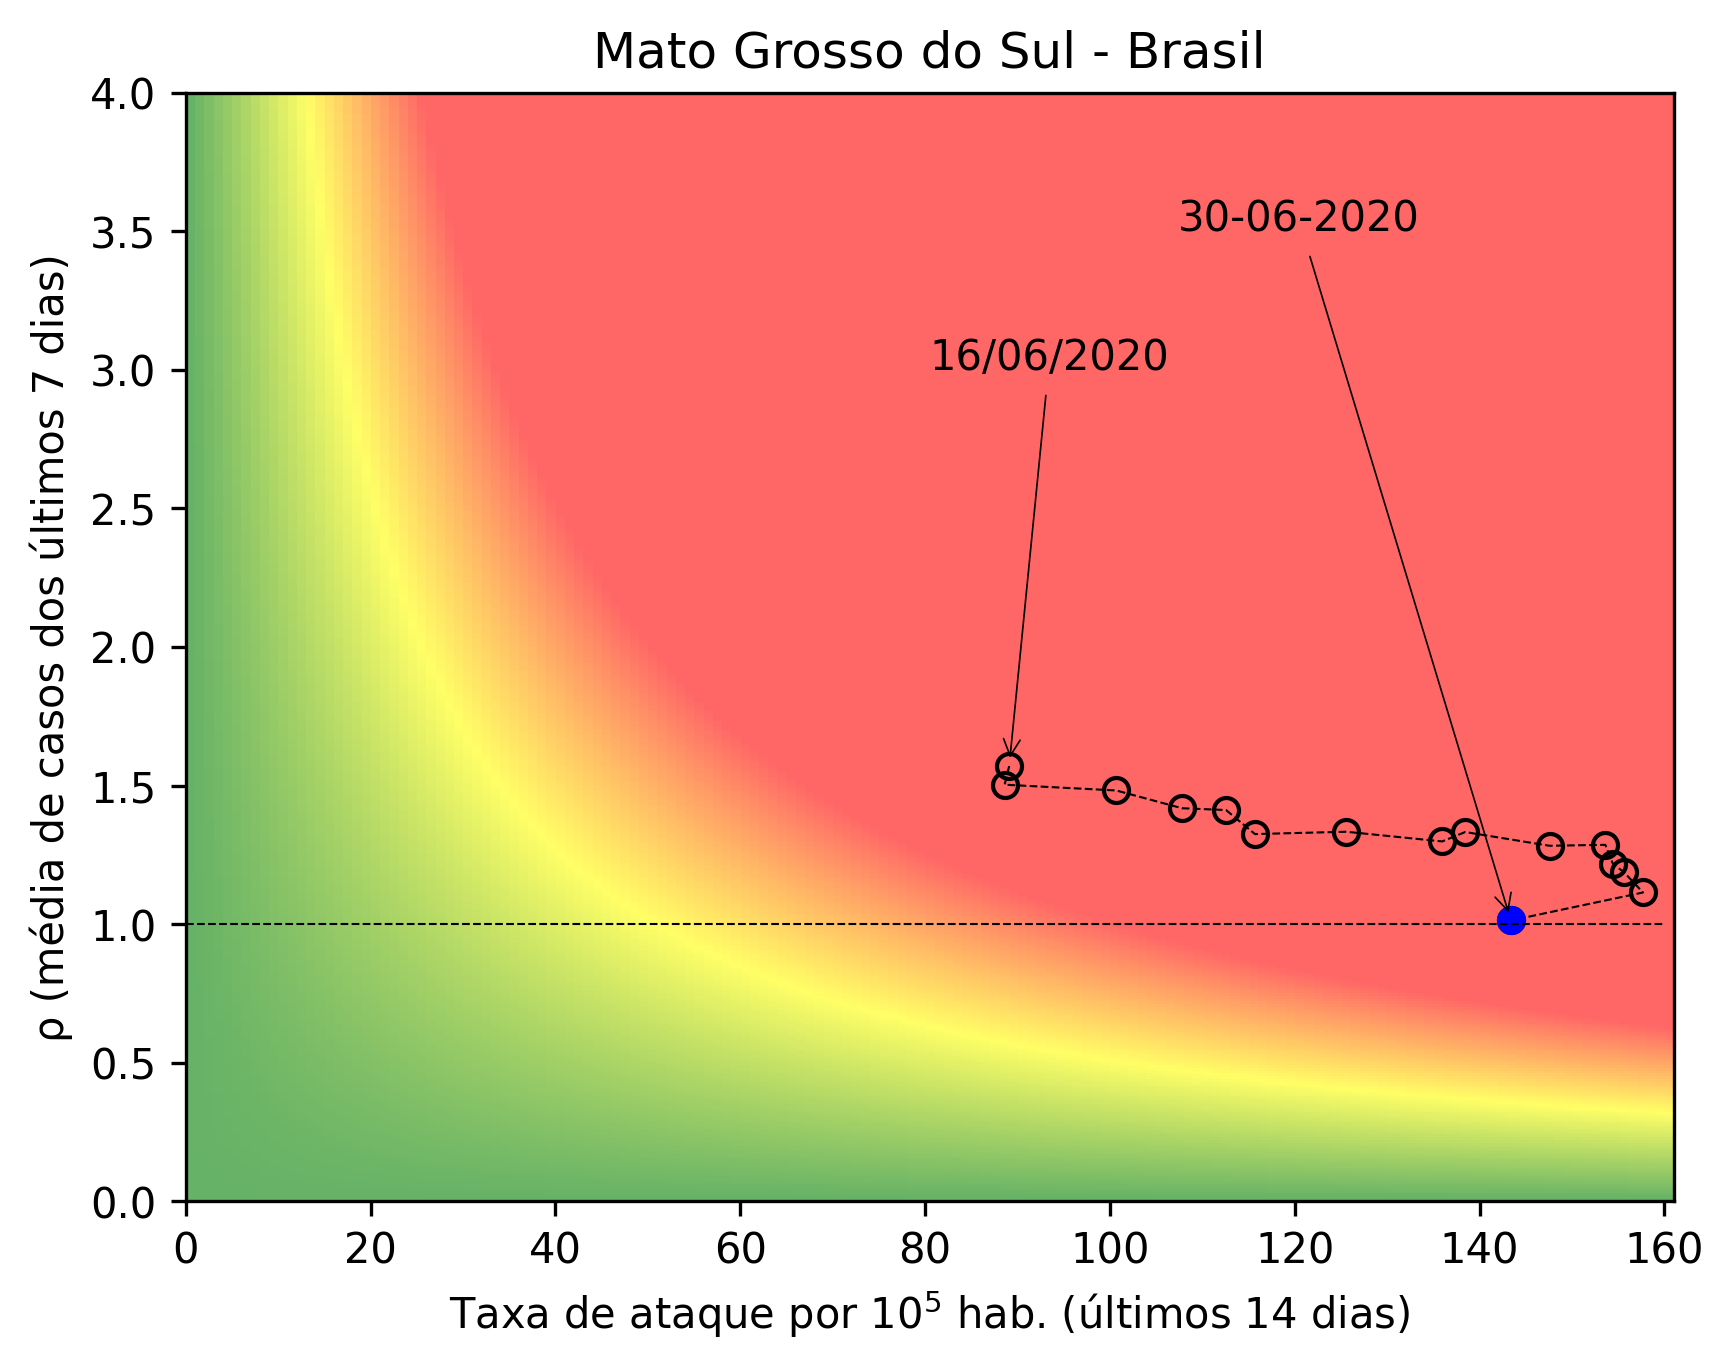 Mato Grosso do Sul - Brasil
4.0
3.5
3.0
2.5
2.0
1.5
1.0
0.5
0.0
ρ (média de casos dos últimos 7 dias)
30-06-2020
16/06/2020
0 20 40 60 80 100 120 140 160
Taxa de ataque por 10⁵ hab. (últimos 14 dias)